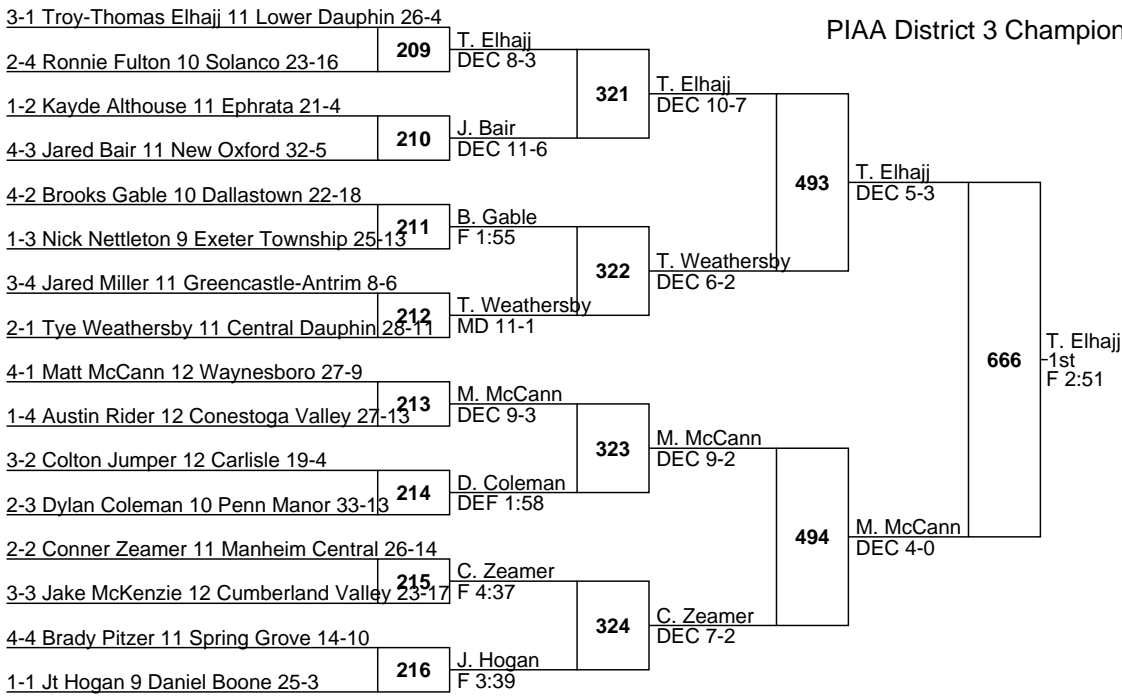 PIAA District 3 Champion
3-1 Troy-Thomas Elhajj 11 Lower Dauphin 26-4
209
2-4 Ronnie Fulton 10 Solanco 23-16
T. Elhajj
DEC 8-3
1-2 Kayde Althouse 11 Ephrata 21-4
210
4-3 Jared Bair 11 New Oxford 32-5
J. Bair
DEC 11-6
321
T. Elhajj
DEC 10-7
4-2 Brooks Gable 10 Dallastown 22-18
211
1-3 Nick Nettleton 9 Exeter Township 25-13
B. Gable
F 1:55
3-4 Jared Miller 11 Greencastle-Antrim 8-6
212
2-1 Tye Weathersby 11 Central Dauphin 28-11
T. Weathersby
MD 11-1
322
T. Weathersby
DEC 6-2
493
T. Elhajj
DEC 5-3
4-1 Matt McCann 12 Waynesboro 27-9
213
1-4 Austin Rider 12 Conestoga Valley 27-13
M. McCann
DEC 9-3
3-2 Colton Jumper 12 Carlisle 19-4
214
2-3 Dylan Coleman 10 Penn Manor 33-13
D. Coleman
DEF 1:58
323
M. McCann
DEC 9-2
2-2 Conner Zeamer 11 Manheim Central 26-14
215
3-3 Jake McKenzie 12 Cumberland Valley 23-17
C. Zeamer
F 4:37
4-4 Brady Pitzer 11 Spring Grove 14-10
216
1-1 Jt Hogan 9 Daniel Boone 25-3
J. Hogan
F 3:39
324
C. Zeamer
DEC 7-2
494
M. McCann
DEC 4-0
666
T. Elhajj
1st
F 2:51